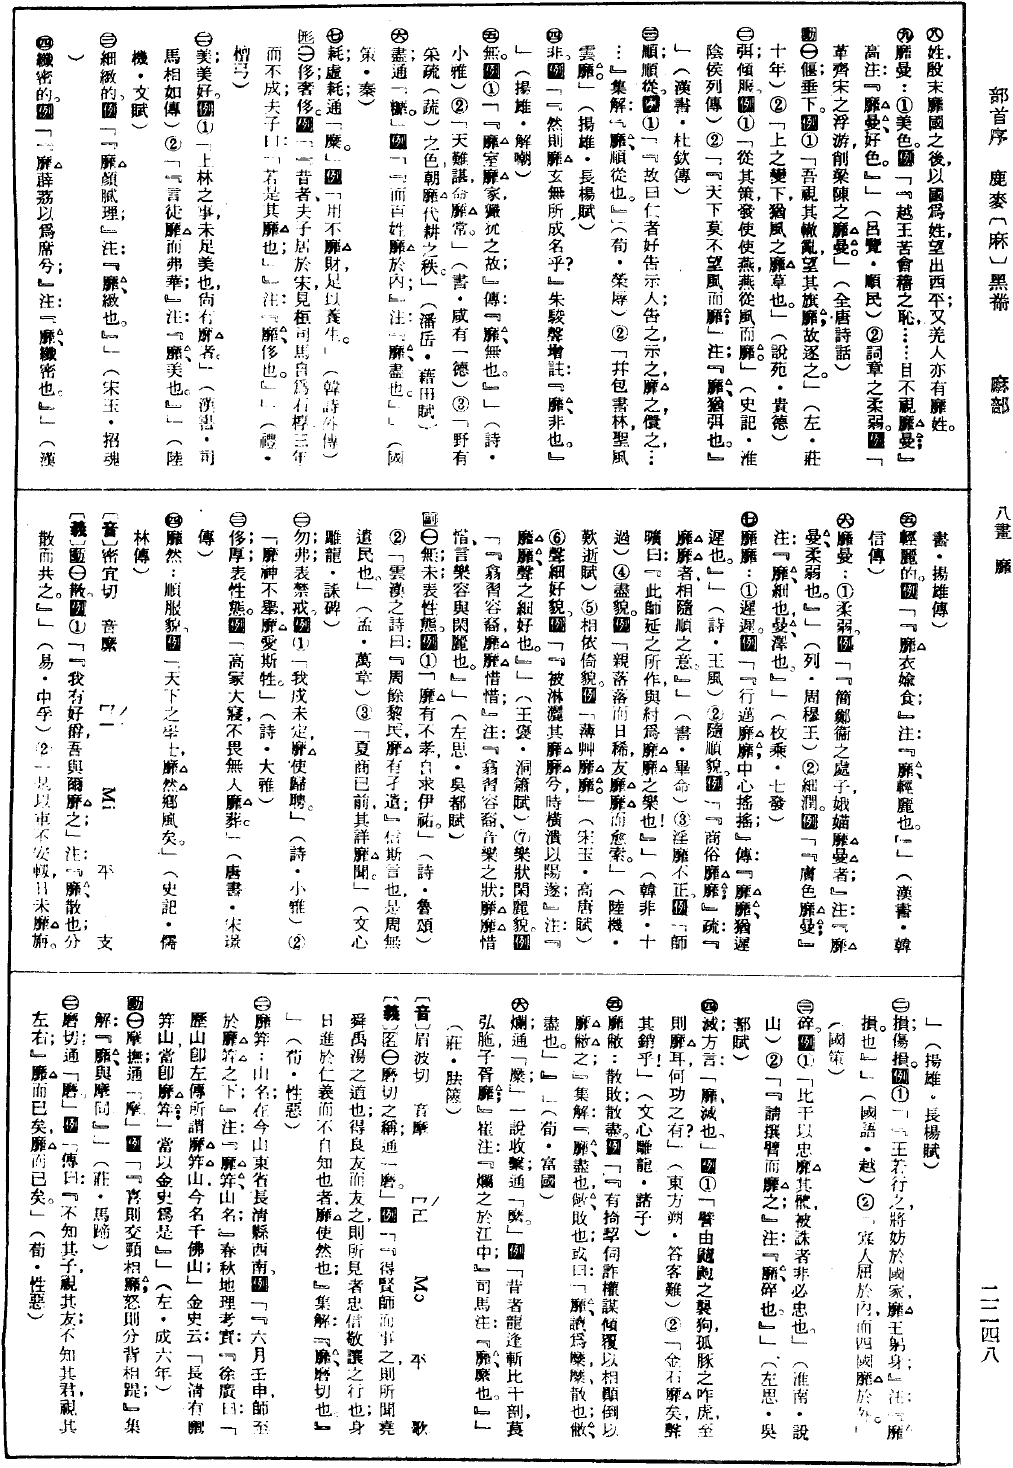 部首序 鹿麥〔麻〕黑黹 麻部 八畫 靡 二二四八
㈧姓殷末靡國之後以國爲姓望出西平又羌人亦有靡姓。
㈨靡曼：①美色。例「『越王苦會稽之恥……目不視靡曼』
高注：『靡曼好色。』」（呂覽・順民）②詞章之柔弱。例「
革齊宋之浮游削梁陳之靡曼。」（全唐詩話）
動㈠偃垂下。例①「吾視其轍亂望其旗靡故逐之。」（左・莊
十年）②「上之變下猶風之靡草也。」（說苑・貴德）
㈡弭傾服。例①「從其策發使使燕燕從風而靡。」（史記・淮
陰侯列傳）②「『天下莫不望風而靡』注：『靡猶弭也。』
」（漢書・杜欽傳）
㈢順順從。例①「『故曰仁者好告示人告之示之靡之儇之…
…』集解：『靡順從也。』」（荀・榮辱）②「幷包書林聖風
雲靡。」（揚雄・長楊賦）
㈣非。例「『然則靡玄無所成名乎？』朱駿聲增註：『靡非也。』
」（揚雄・解嘲）
㈤無。例①「『靡室靡家玁狁之故』傳：『靡無也。』」（詩・
小雅）②「天難諶命靡常。」（書・咸有一德）③「野有
菜疏（蔬）之色朝靡代耕之秩。」（潘岳・藉田賦）
㈥盡通「糜」例「『而百姓靡於內』注：『靡盡也。』」（國
策・秦）
㈦耗虛耗通「糜。」例「用不靡財足以養生。」（韓詩外傳）
形㈠侈奢侈。例「『昔者夫子居於宋見桓司馬自爲石椁三年
而不成夫子曰：『若是其靡也。』』注：『靡侈也。』」（禮・
檀弓）
㈡美美好。例①「上林之事未足美也尙有靡者。」（漢書・司
馬相如傳）②「『言徒靡而弗華』注：『靡美也。』」（陸
機・文賦）
㈢細緻的。例「『靡顏膩理』注：『靡緻也。』」（宋玉・招魂
）
㈣纖密的。例「『靡薜荔以爲席兮』注：『靡纖密也。』」（漢
書・揚雄傳）
㈤輕麗的。例「『靡衣婾食』注：『靡輕麗也。』」（漢書・韓
信傳）
㈥靡曼：①柔弱。例「『簡鄭衞之處子娥媌靡曼者』注：『靡
曼柔弱也。』」（列・周穆王）②細潤。例「『膚色靡曼』
注：『靡細也曼澤也。』」（枚乘・七發）
㈦靡靡：①遲遲。例「『行邁靡靡中心搖搖』傳：『靡靡猶遲
遲也。』」（詩・王風）②隨順貌。例「『商俗靡靡』疏：『
靡靡者相隨順之意。』」（書・畢命）③淫靡不正。例「師
曠曰：『此師延之所作與紂爲靡靡之樂也！』」（韓非・十
過）④盡貌。「親落落而日稀友靡靡而愈索。」（陸機・
歎逝賦）⑤相依倚貌。例「薄艸靡靡。」（宋玉・高唐賦）
⑥聲細好貌。例「『被淋灑其靡靡兮時橫潰以陽遂』注：『
靡靡聲之細好也。』」（王褒・洞簫賦）⑦樂狀閑麗貌。例
「『翕習容裔靡靡愔愔』注：『翕習容裔音樂之狀靡靡愔
愔言樂容與閑麗也。』」（左思・吳都賦）
副㈠無未表性態。例①「靡有不孝自求伊祜。」（詩・魯頌）
②「雲漢之詩曰：『周餘黎民靡有孑遺』信斯言也是周無
遺民也。」（孟・萬章）③「夏商已前其詳靡聞。」（文心
雕龍・誄碑）
㈡勿弗表禁戒。例①「我戍未定靡使歸聘。」（詩・小雅）②
「靡神不舉靡愛斯牲。」（詩・大雅）
㈢侈厚表性態。例「高冢大寢不畏無人靡葬。」（唐書・宋璟
傳）
㈣靡然：順服貌。例「天下之學士靡然鄉風矣。」（史記・儒
林傳）
〔音〕密宜切 音糜 ㄇㄧˊ Mi 平 支
〔義〕動㈠散。例①「『我有好爵吾與爾靡之』注：『靡散也分
散而共之。』」（易・中孚）②「足以車不安軔日未靡旃。
」（揚雄・長楊賦）
㈡損傷損。例①「『王若行之將妨於國家靡王躬身』注：『靡
損也。』」（國語・越）②「寡人屈於內而四國靡於外。」
（國策）
㈢碎。例①「比干以忠靡其體被誅者非必忠也。」（淮南・說
山）②「『請攘臂而靡之』注：『靡碎也。』」（左思・吳
都賦）
㈣滅方言：「靡滅也。」例①「譬由鼱鼩之襲狗孤豚之咋虎至
則靡耳何功之有？」（東方朔・答客難）②「金石靡矣聲
其銷乎！」（文心雕龍・諸子）
㈤靡敝：散敗散盡。例「『有掎挈伺詐權謀傾覆以相顚倒以
靡敝之』集解：『靡盡也敝敗也或曰：「靡讀爲糜糜散也敝
盡也。」』」（荀・富國）
㈥爛通「糜」一說收繫通「縻。」例「『昔者龍逢斬比干剖萇
弘胣子胥靡』崔注：『爛之於江中』司馬注：『靡縻也。』」
（莊・胠篋）
〔音〕眉波切 音摩 ㄇㄛˊ Mo 平 歌
〔義〕名㈠磨切之稱通「磨。」例「『得賢師而事之則所聞堯
舜禹湯之道也得良友而友之則所見者忠信敬讓之行也身
日進於仁義而不自知也者靡使然也』集解：『靡磨切也』
」（荀・性惡）
㈡靡笄：山名在今山東省長淸縣西南。例「『六月壬申師至
於靡笄之下』注：『靡笄山名』春秋地理考實：『徐廣曰：「
歷山卽左傳所謂靡笄山今名千佛山」金史云：「長淸有劘
笄山當卽靡笄」當以金史爲是』」（左・成六年）
動㈠摩撫通「摩」例「『喜則交頸相靡怒則分背相踶』集
解：『靡與摩同』」（莊・馬蹄）
㈡磨切通「磨」例「傳曰：『不知其子視其友不知其君視其
左右』靡而已矣靡而已矣。」（荀・性惡）